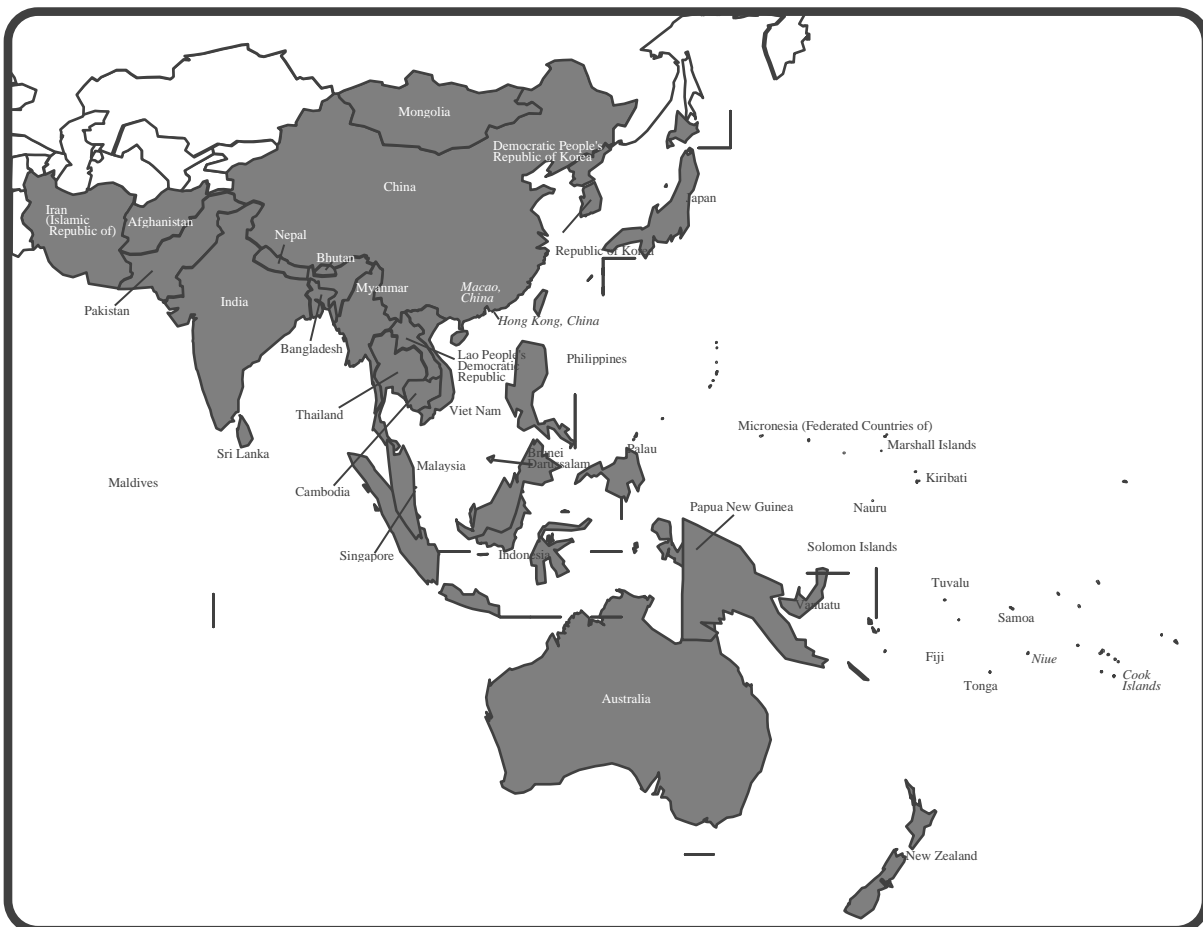 Mongolia
Democratic People's
Republic of Korea
China
Japan
Iran
(Islamic
Republic of)
Afghanistan
Nepal
Republic of Korea
Bhutan
Myanmar
Macao,
China
India
Pakistan
Hong Kong, China
Bangladesh
Lao People's
Democratic
Republic
Philippines
Thailand
Viet Nam
Micronesia (Federated Countries of)
Marshall Islands
Sri Lanka
Brunei
Darussalam
Palau
Malaysia
Maldives
Kiribati
Cambodia
Papua New Guinea
Nauru
Singapore
Indonesia
Solomon Islands
Tuvalu
Vanuatu
Samoa
Fiji
Niue
Cook
Islands
Tonga
Australia
New Zealand